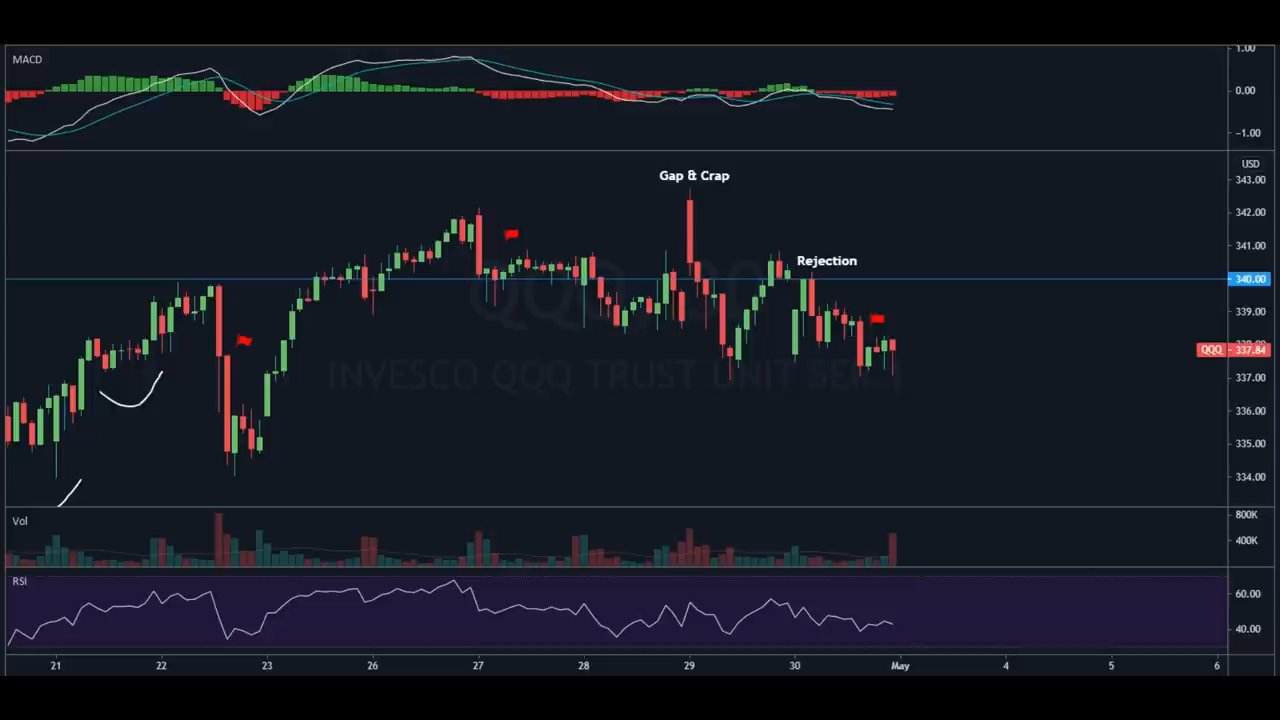 MACD
1.00
0.00
-1.00
USD
Gap & Crap
343.00
342.00
341.00
Rejection
340.00
339.00
QQQ 337.84
337.00
336.00
335.00
334.00
INVESCO QQQ TRUST UNIT SER 1
Vol
800K
400K
RSI
60.00
40.00
21 22 23 26 27 28 29 30 May 4 5 6